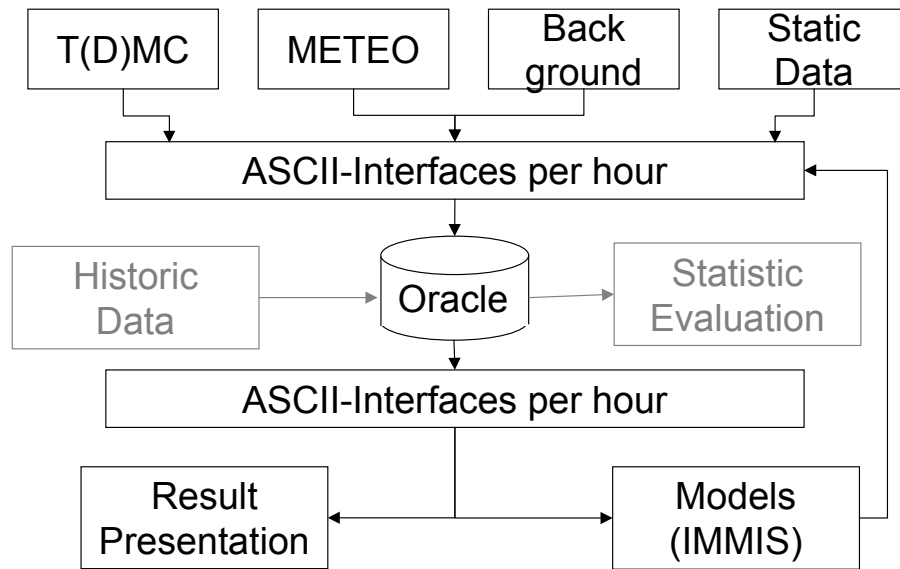 T(D)MC
METEO
Back
ground
Static
Data
ASCII-Interfaces per hour
Historic
Data
Oracle
Statistic
Evaluation
ASCII-Interfaces per hour
Result
Presentation
Models
(IMMIS)